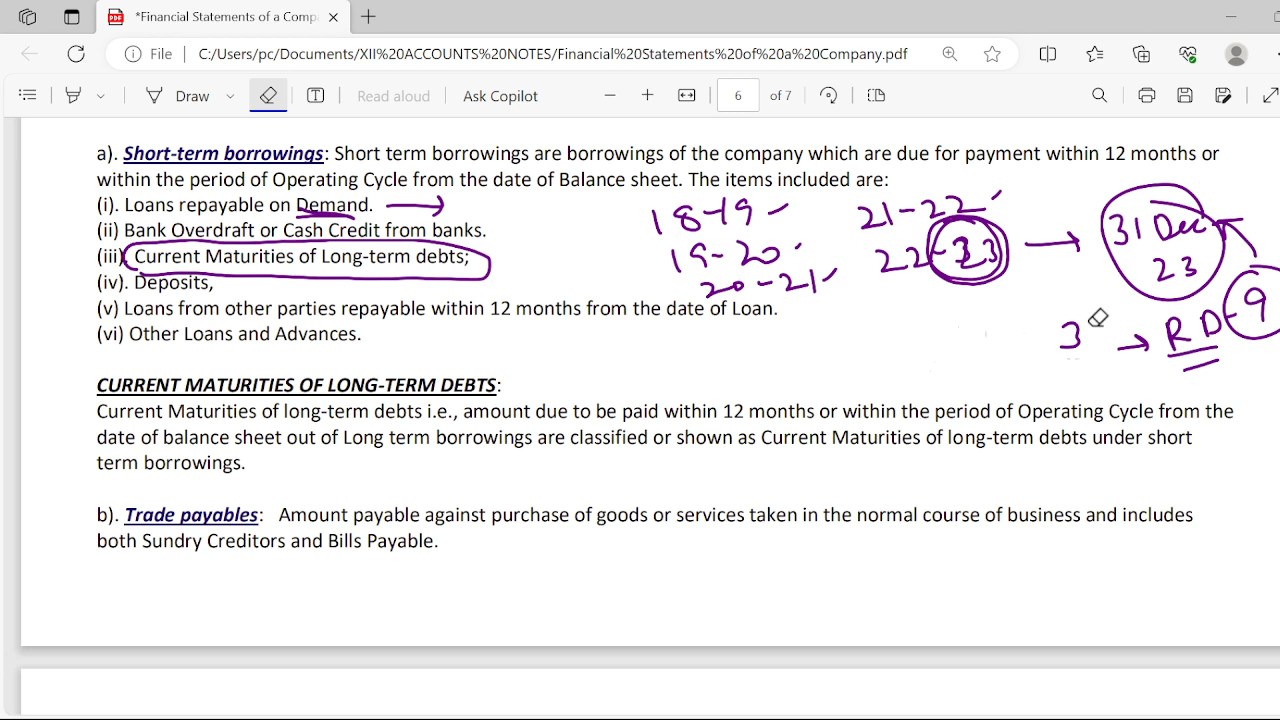 *Financial Statements of a Comp
File
C:/Users/pc/Documents/XII%20ACCOUNTS%20NOTES/Financial%20Statements%20of%20a%20Company.pdf
Draw
Read aloud
Ask Copilot
6 of 7
a). Short-term borrowings: Short term borrowings are borrowings of the company which are due for payment within 12 months or
within the period of Operating Cycle from the date of Balance sheet. The items included are:
(i). Loans repayable on Demand.
(ii) Bank Overdraft or Cash Credit from banks.
(iii) Current Maturities of Long-term debts;
(iv). Deposits,
(v) Loans from other parties repayable within 12 months from the date of Loan.
(vi) Other Loans and Advances.
18-19
19-20
20-21
21-22
22-23
31 Dec
23
3 → RD-9
CURRENT MATURITIES OF LONG-TERM DEBTS:
Current Maturities of long-term debts i.e., amount due to be paid within 12 months or within the period of Operating Cycle from the
date of balance sheet out of Long term borrowings are classified or shown as Current Maturities of long-term debts under short
term borrowings.
b). Trade payables: Amount payable against purchase of goods or services taken in the normal course of business and includes
both Sundry Creditors and Bills Payable.